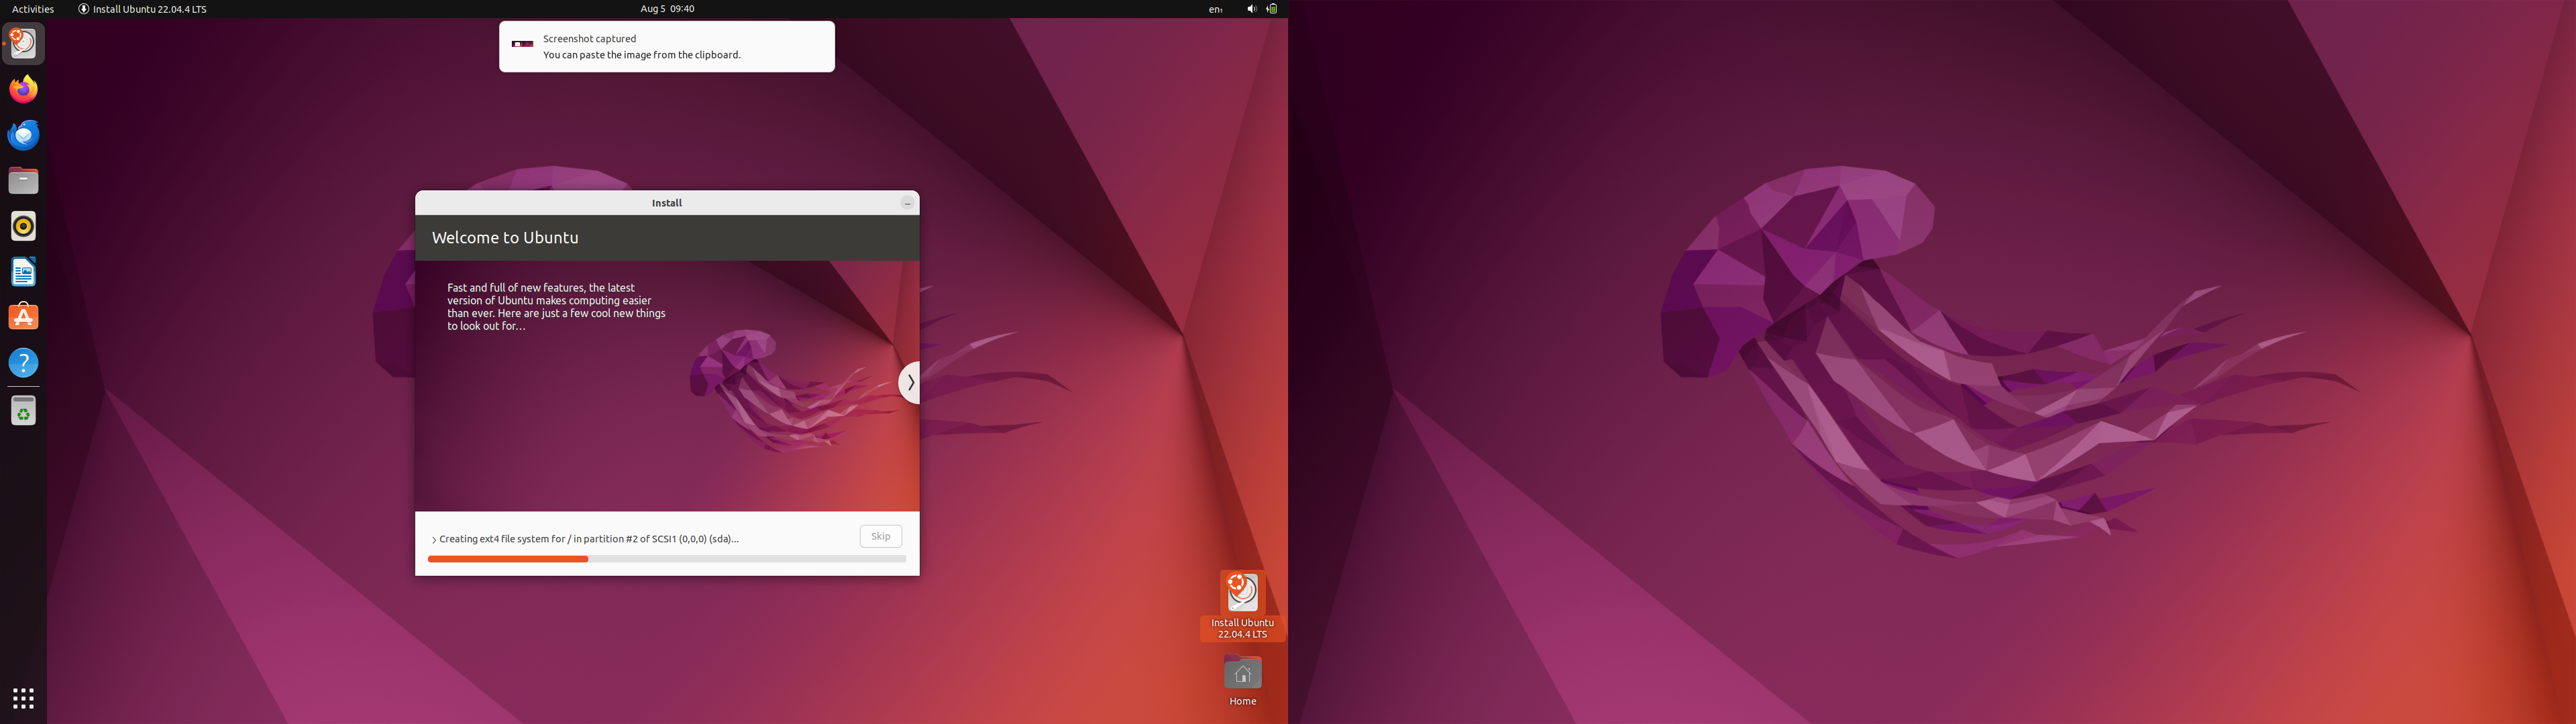 Activities
Install Ubuntu 22.04.4 LTS
Aug 5 09:40
en₁
Screenshot captured
You can paste the image from the clipboard.
Install
Welcome to Ubuntu
Fast and full of new features, the latest
version of Ubuntu makes computing easier
than ever. Here are just a few cool new things
to look out for…
Creating ext4 file system for / in partition #2 of SCSI1 (0,0,0) (sda)...
Skip
Install Ubuntu
22.04.4 LTS
Home